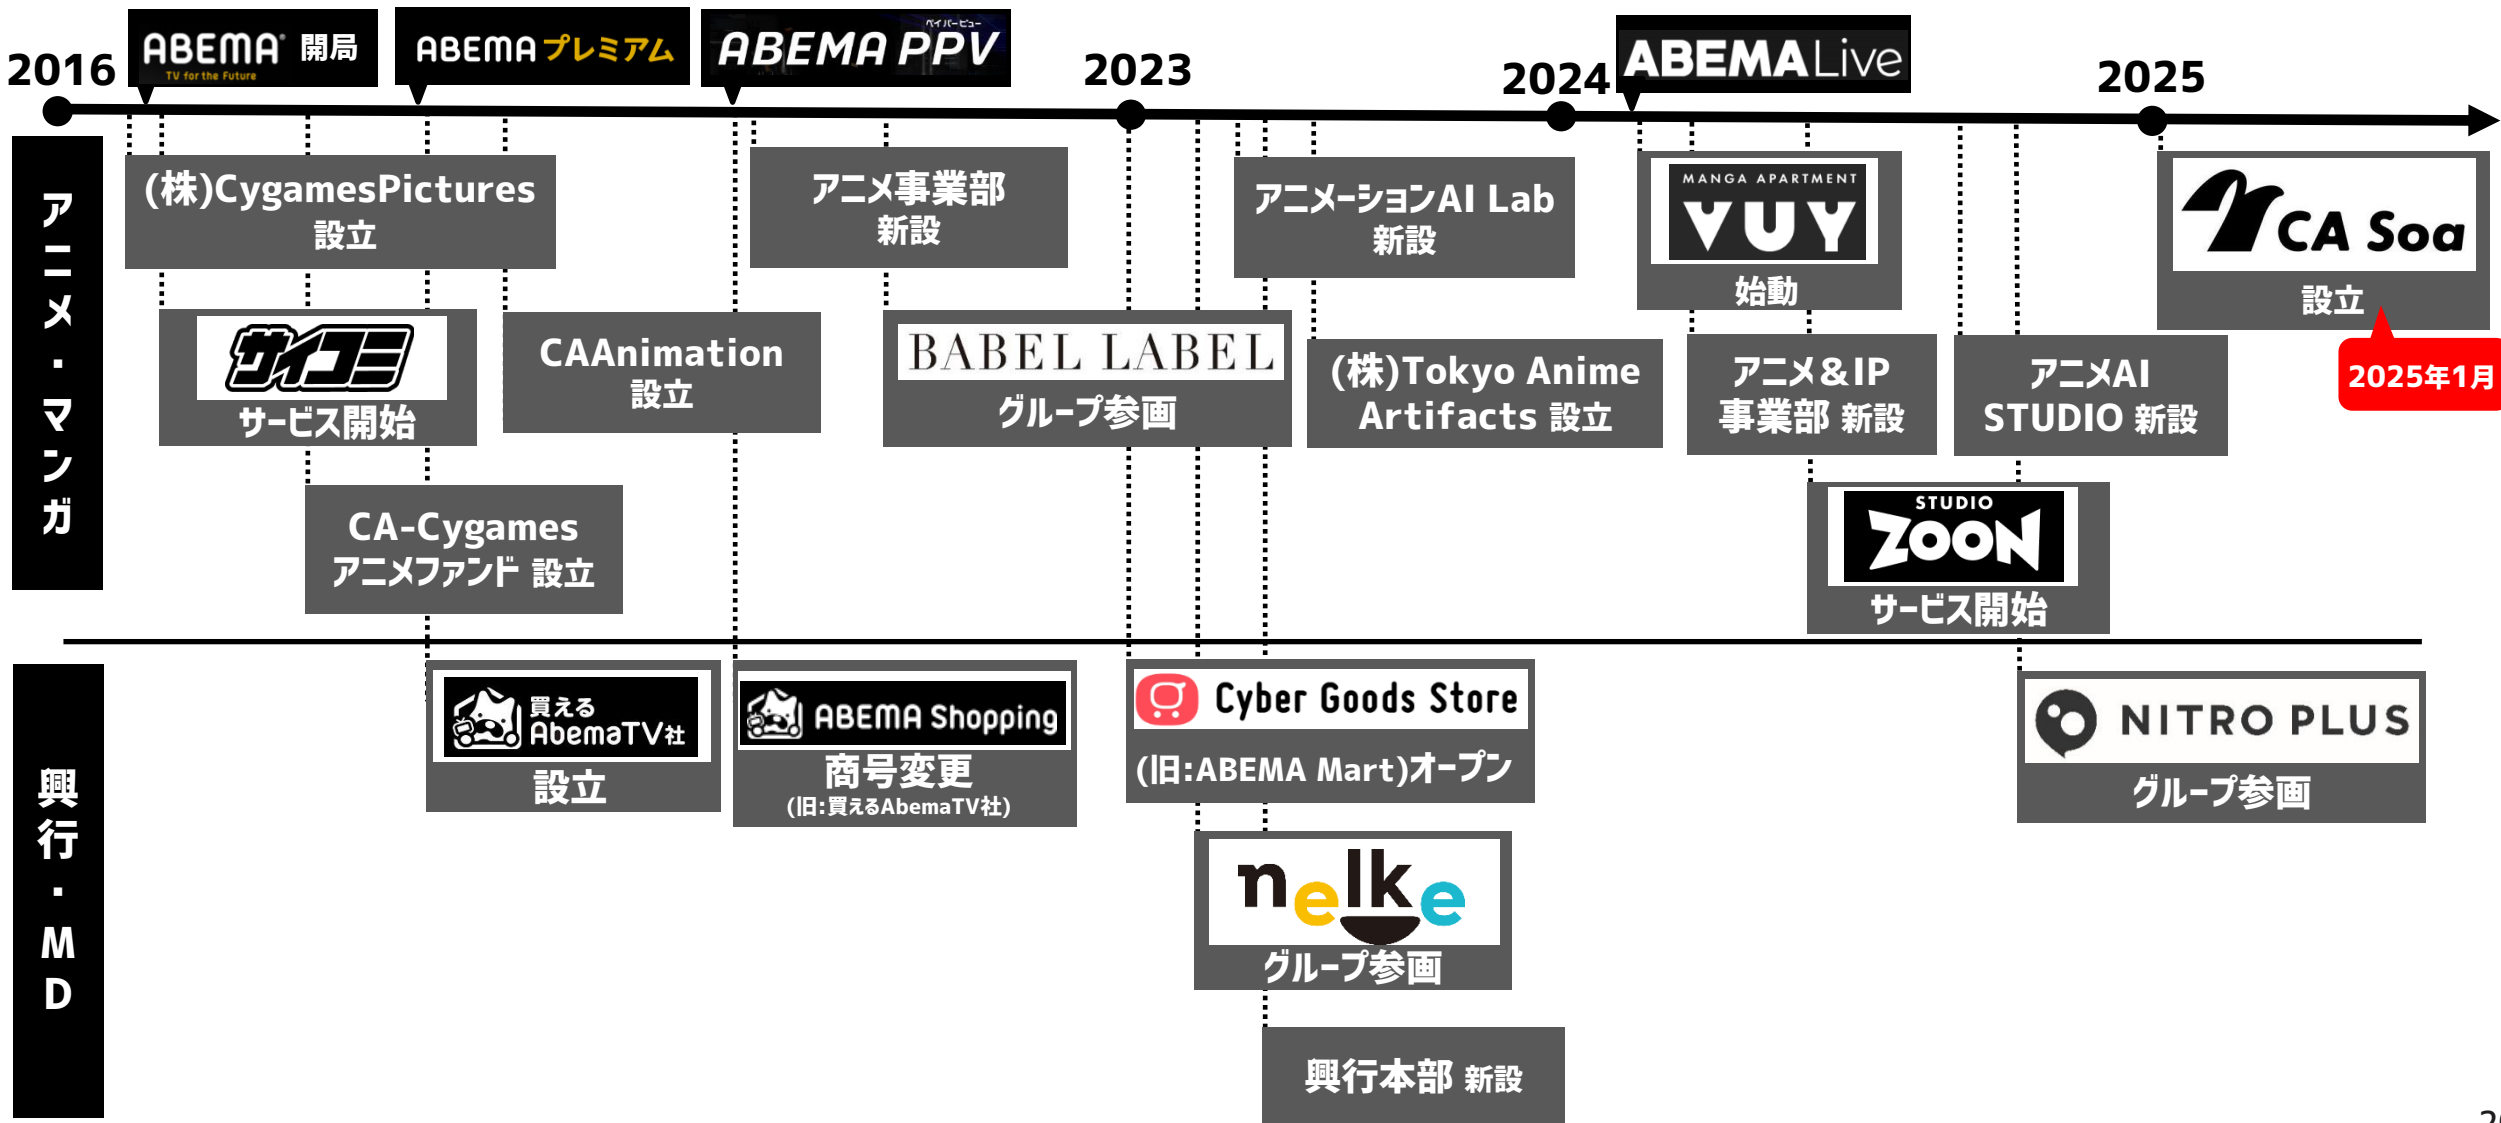 2016
ABEMA 開局
TV for the Future
ABEMA プレミアム
ペイパービュー
ABEMA PPV
2023
2024
ABEMA Live
2025
アニメ・マンガ
(株)CygamesPictures
設立
アニメ事業部
新設
アニメーションAI Lab
新設
MANGA APARTMENT
VUY
始動
CA Soa
設立
2025年1月
サイコミ
サービス開始
CAAnimation
設立
BABEL LABEL
グループ参画
(株)Tokyo Anime
Artifacts 設立
アニメ&IP
事業部 新設
アニメAI
STUDIO 新設
CA-Cygames
アニメファンド 設立
STUDIO
ZOON
サービス開始
興行・MD
買える
AbemaTV社
設立
ABEMA Shopping
商号変更
(旧:買えるAbemaTV社)
Cyber Goods Store
(旧:ABEMA Mart)オープン
NITRO PLUS
グループ参画
nelke
グループ参画
興行本部 新設